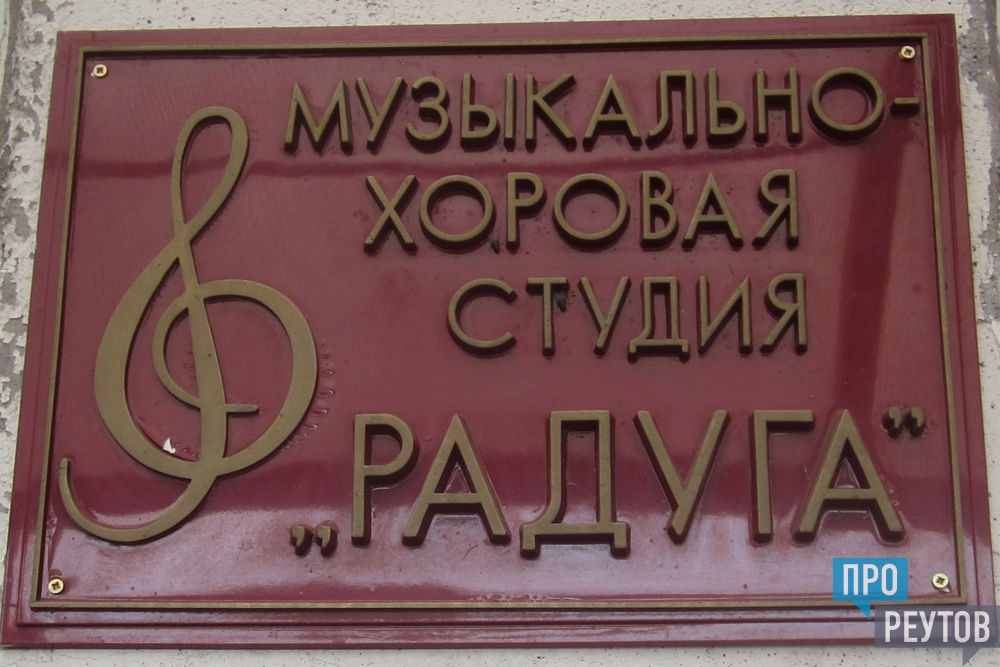 МУЗЫКАЛЬНО-
ХОРОВАЯ
СТУДИЯ
„РАДУГА”
ПРО
РЕУТОВ